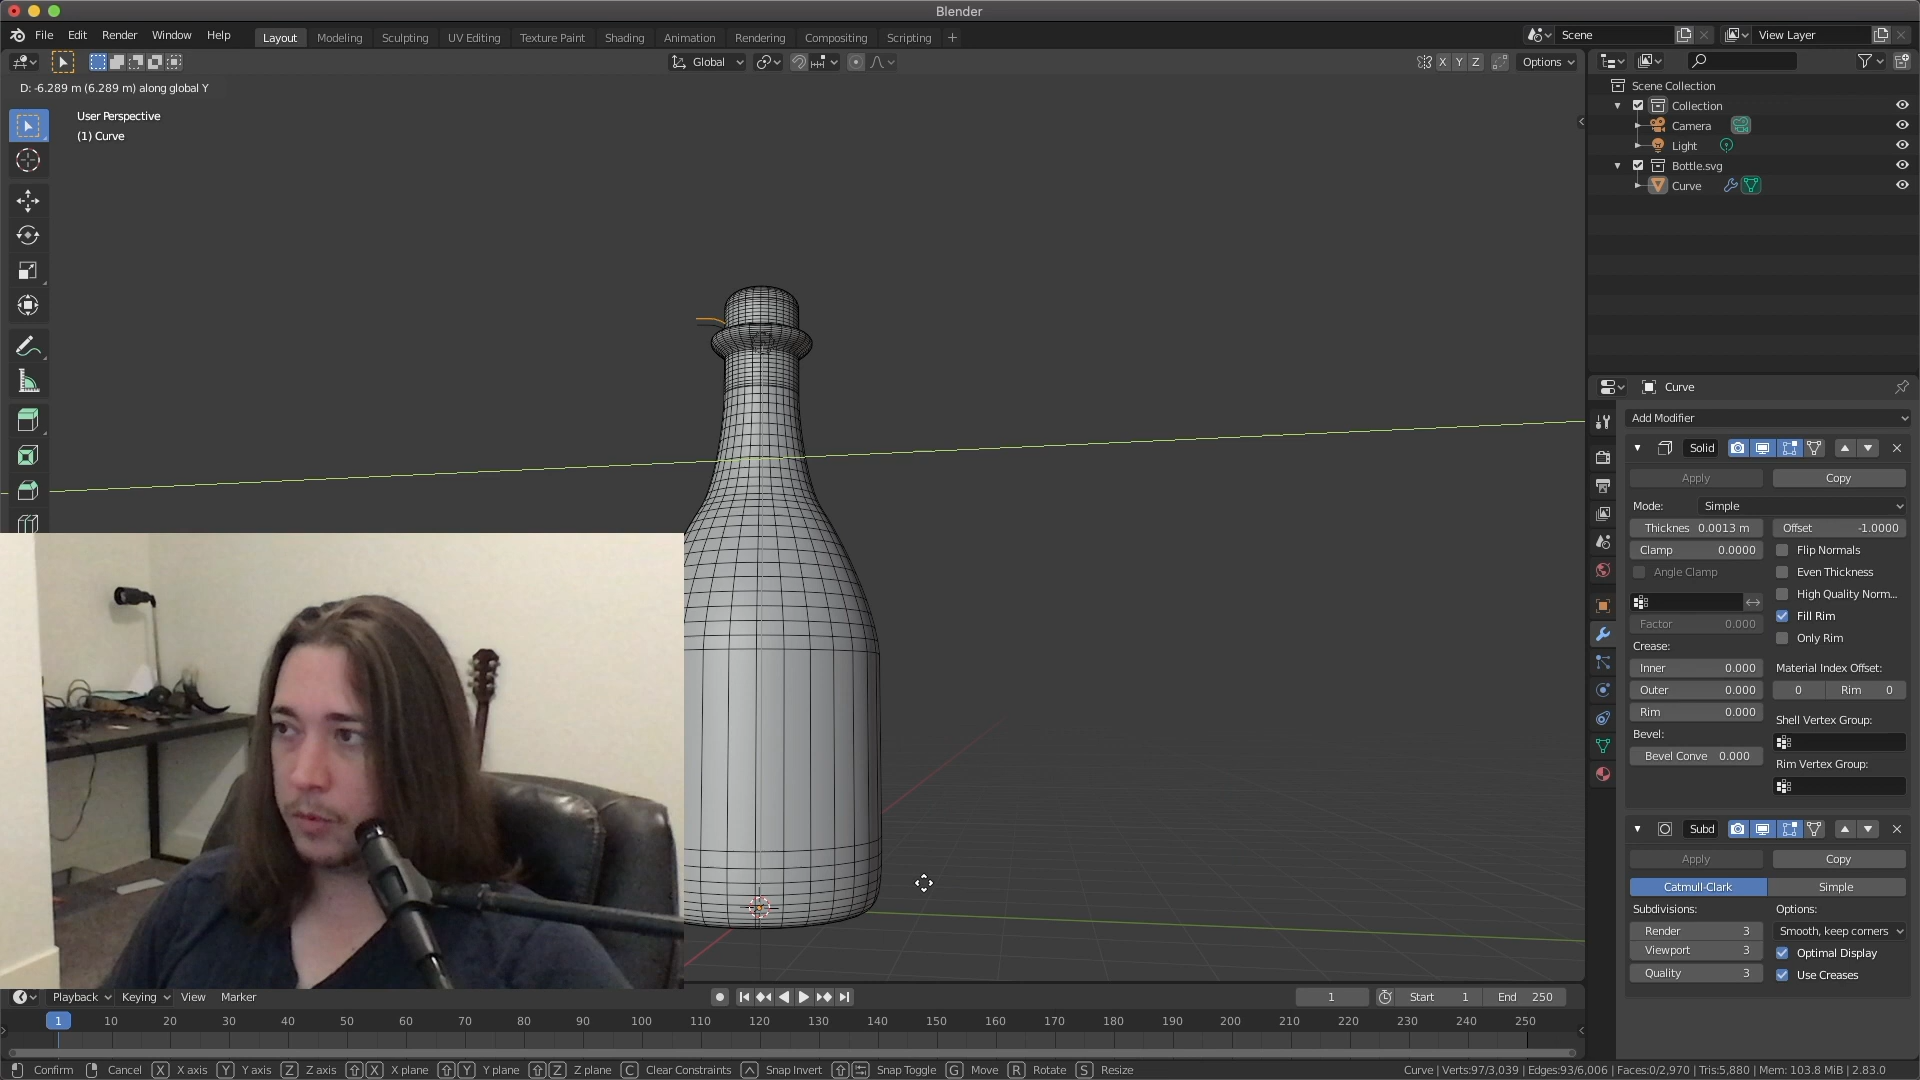 Blender
File Edit Render Window Help
Layout Modeling Sculpting UV Editing Texture Paint Shading Animation Rendering Compositing Scripting +
Scene View Layer
Global
X Y Z Options
D: -6.289 m (6.289 m) along global Y
User Perspective
(1) Curve
Scene Collection
Collection
Camera
Light
Bottle.svg
Curve
Curve
Add Modifier
Solid
Apply Copy
Mode: Simple
Thicknes 0.0013 m Offset -1.0000
Clamp 0.0000 Flip Normals
Angle Clamp Even Thickness
High Quality Norm...
Fill Rim
Factor 0.000 Only Rim
Crease:
Inner 0.000 Material Index Offset:
Outer 0.000 0 Rim 0
Rim 0.000 Shell Vertex Group:
Bevel:
Bevel Conve 0.000 Rim Vertex Group:
Subd
Apply Copy
Catmull-Clark Simple
Subdivisions: Options:
Render 3 Smooth, keep corners
Viewport 3 Optimal Display
Quality 3 Use Creases
Playback Keying View Marker
1 Start 1 End 250
1 10 20 30 40 50 60 70 80 90 100 110 120 130 140 150 160 170 180 190 200 210 220 230 240 250
Confirm Cancel X X axis Y Y axis Z Z axis X X plane Y Y plane Z Z plane C Clear Constraints Snap Invert Snap Toggle G Move R Rotate S Resize
Curve | Verts:97/3,039 | Edges:93/6,006 | Faces:0/2,970 | Tris:5,880 | Mem: 103.8 MiB | 2.83.0